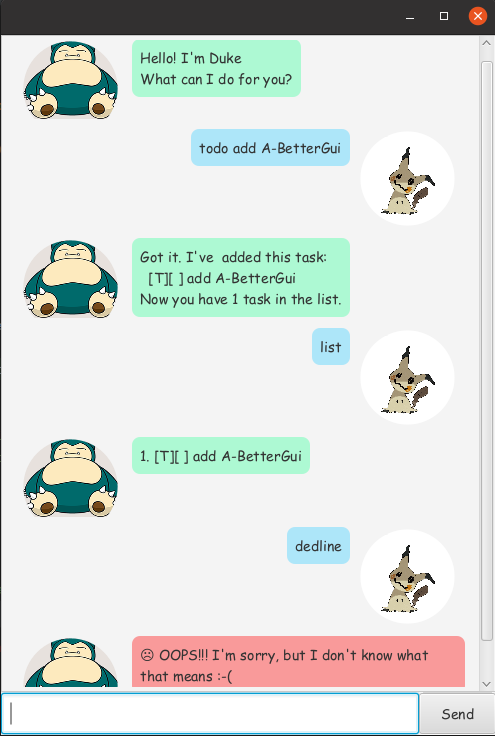 Hello! I'm Duke
What can I do for you?
todo add A-BetterGui
Got it. I've  added this task:
  [T][ ] add A-BetterGui
Now you have 1 task in the list.
list
1. [T][ ] add A-BetterGui
dedline
☹ OOPS!!! I'm sorry, but I don't know what
that means :-(
Send